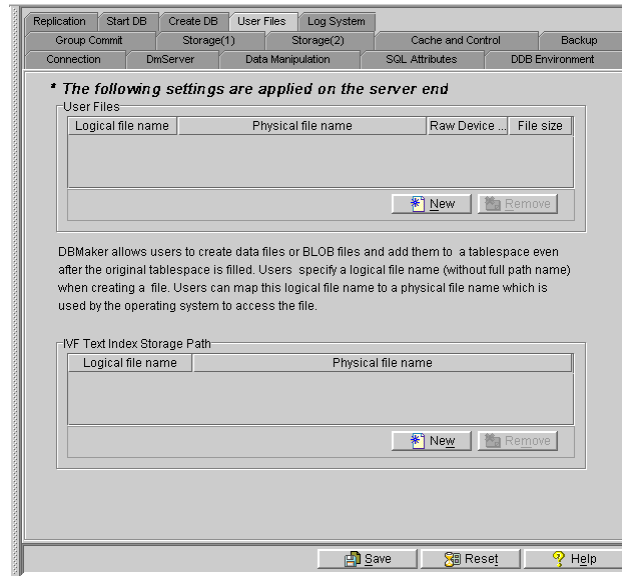 Replication Start DB Create DB User Files Log System
Group Commit Storage(1) Storage(2) Cache and Control Backup
Connection DmServer Data Manipulation SQL Attributes DDB Environment
* The following settings are applied on the server end
User Files
Logical file name Physical file name Raw Device ... File size
New Remove
DBMaker allows users to create data files or BLOB files and add them to a tablespace even
after the original tablespace is filled. Users specify a logical file name (without full path name)
when creating a file. Users can map this logical file name to a physical file name which is
used by the operating system to access the file.
IVF Text Index Storage Path
Logical file name Physical file name
New Remove
Save Reset Help